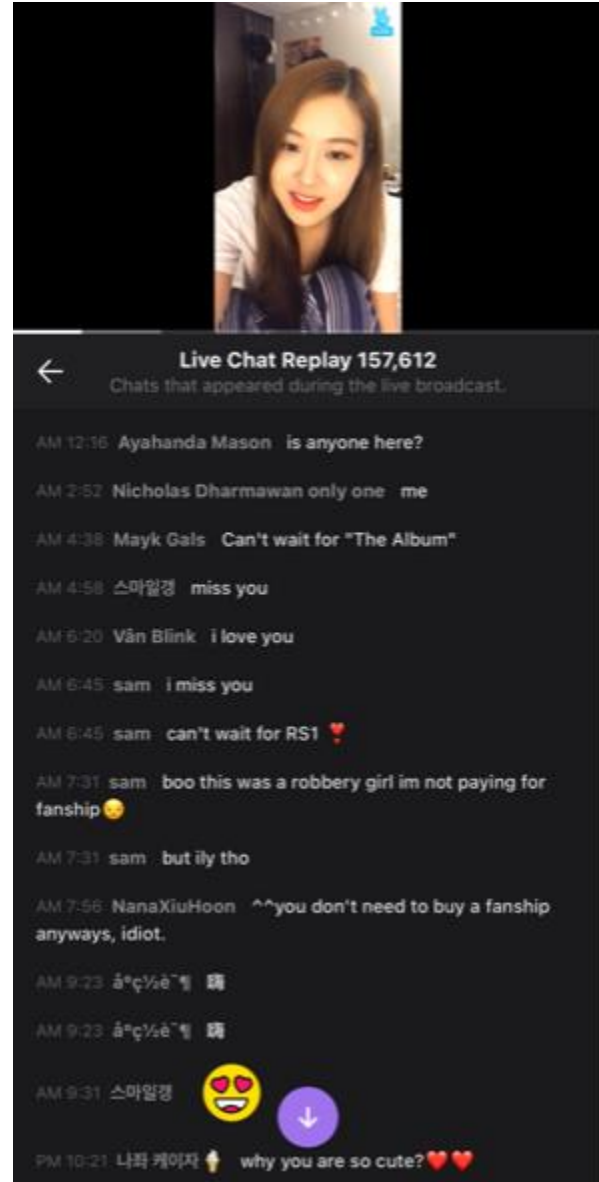 Live Chat Replay 157,612
Chats that appeared during the live broadcast.
AM 12:16 Ayahanda Mason is anyone here?
AM 2:52 Nicholas Dharmawan only one me
AM 4:38 Mayk Gals Can't wait for "The Album"
AM 4:58 스마일갱 miss you
AM 6:20 Vân Blink i love you
AM 6:45 sam i miss you
AM 6:45 sam can't wait for RS1 ❣️
AM 7:31 sam boo this was a robbery girl im not paying for
fanship😔
AM 7:31 sam but ily tho
AM 7:56 NanaXiuHoon ^^you don't need to buy a fanship
anyways, idiot.
AM 9:23 嗨
AM 9:23 嗨
AM 9:31 스마일갱
PM 10:21 나좌 케이자🍦 why you are so cute?❤️❤️